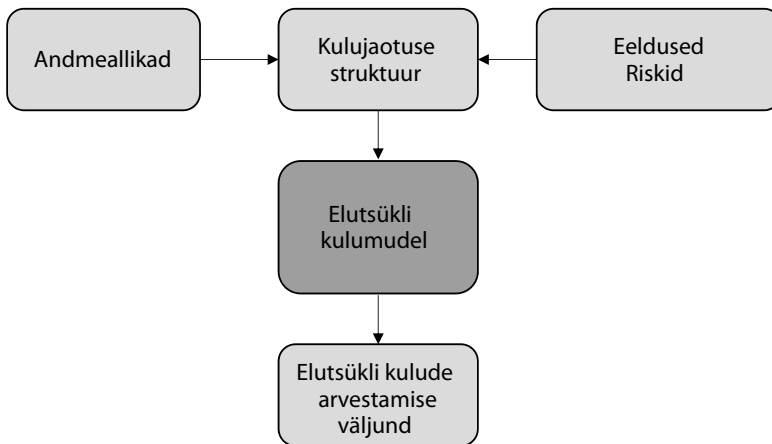 Andmeallikad
Kulujaotuse
struktuur
Eeldused
Riskid
Elutsükli
kulumudel
Elutsükli kulude
arvestamise
väljund